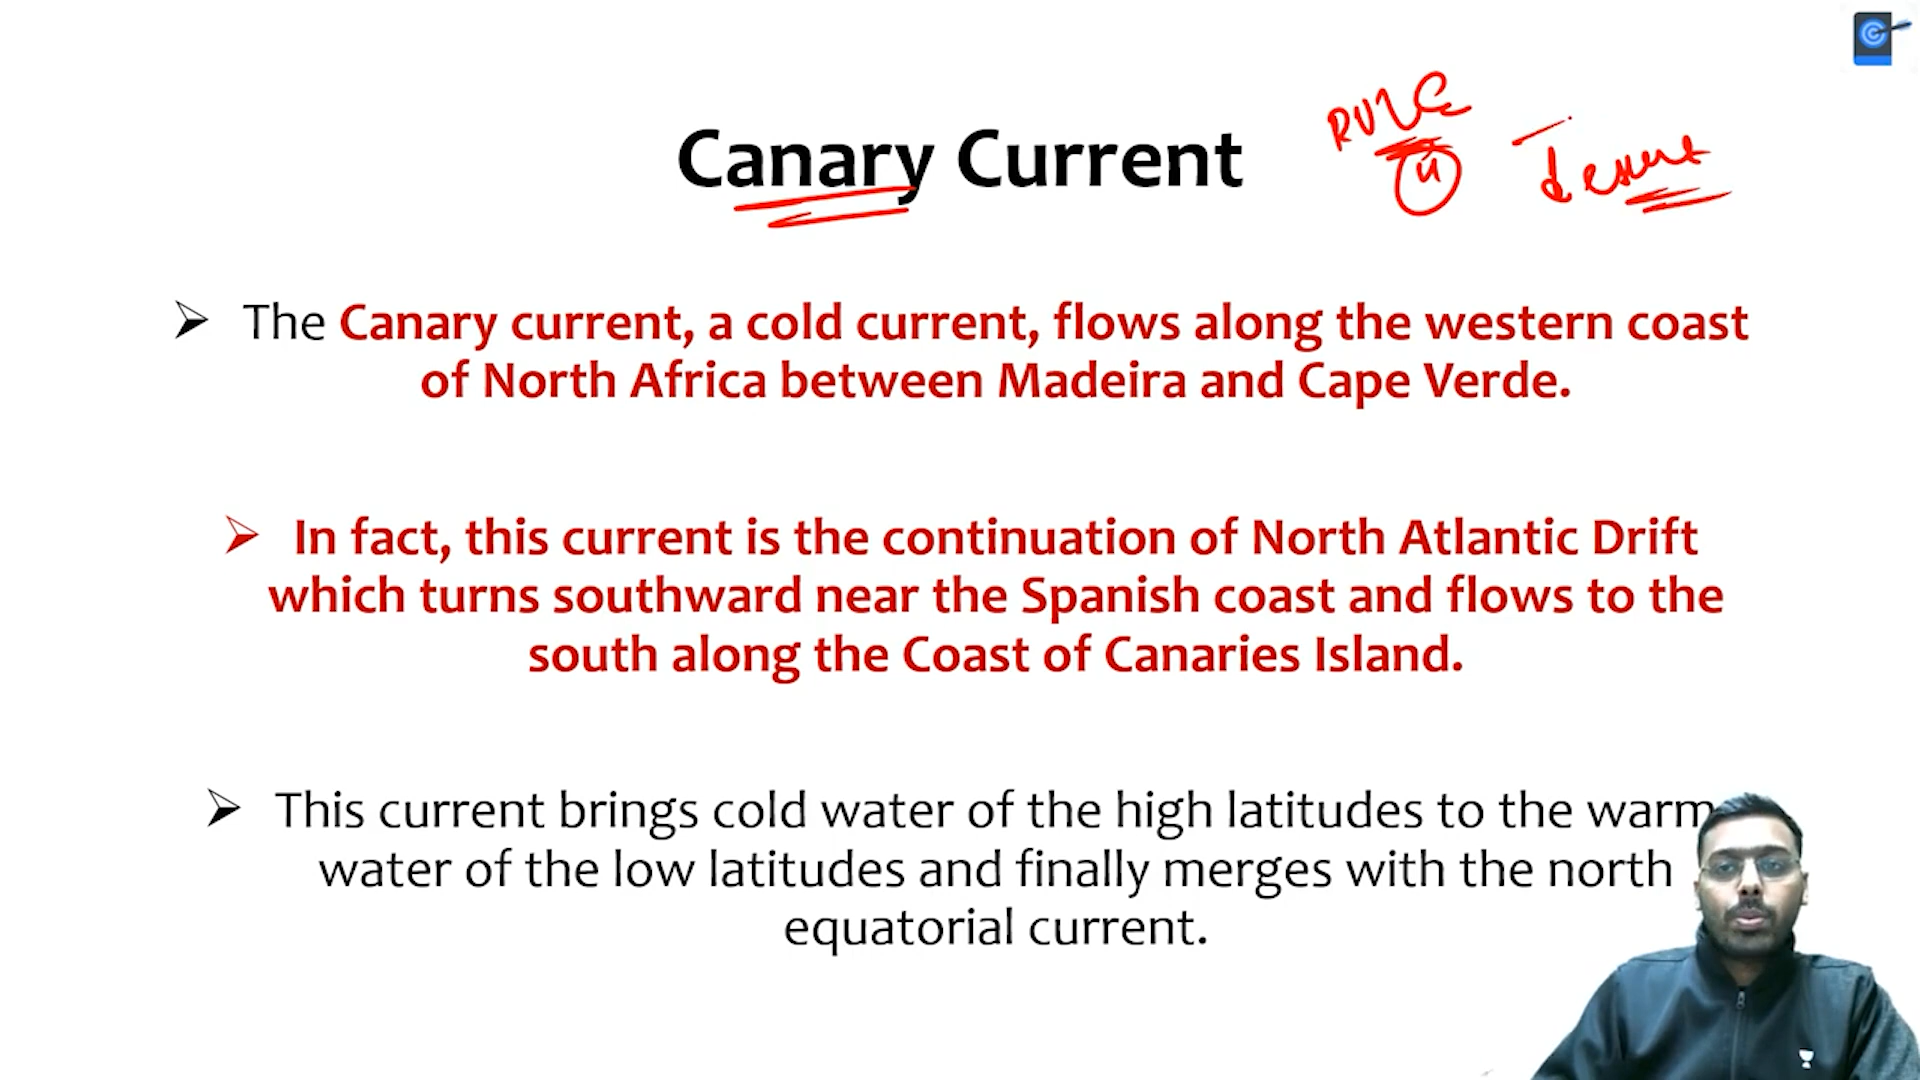 Canary Current
RULE
4
Desert
➢ The Canary current, a cold current, flows along the western coast
of North Africa between Madeira and Cape Verde.
➢ In fact, this current is the continuation of North Atlantic Drift
which turns southward near the Spanish coast and flows to the
south along the Coast of Canaries Island.
➢ This current brings cold water of the high latitudes to the warm
water of the low latitudes and finally merges with the north
equatorial current.